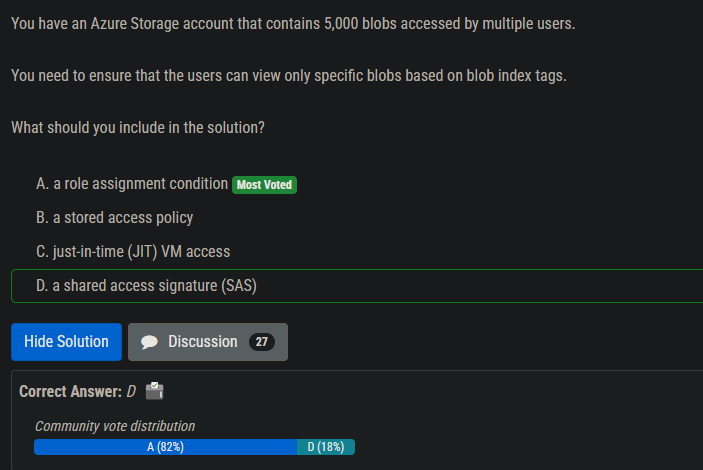 You have an Azure Storage account that contains 5,000 blobs accessed by multiple users.
You need to ensure that the users can view only specific blobs based on blob index tags.
What should you include in the solution?
A. a role assignment condition Most Voted
B. a stored access policy
C. just-in-time (JIT) VM access
D. a shared access signature (SAS)
Hide Solution Discussion 27
Correct Answer: D
Community vote distribution
A (82%) D (18%)